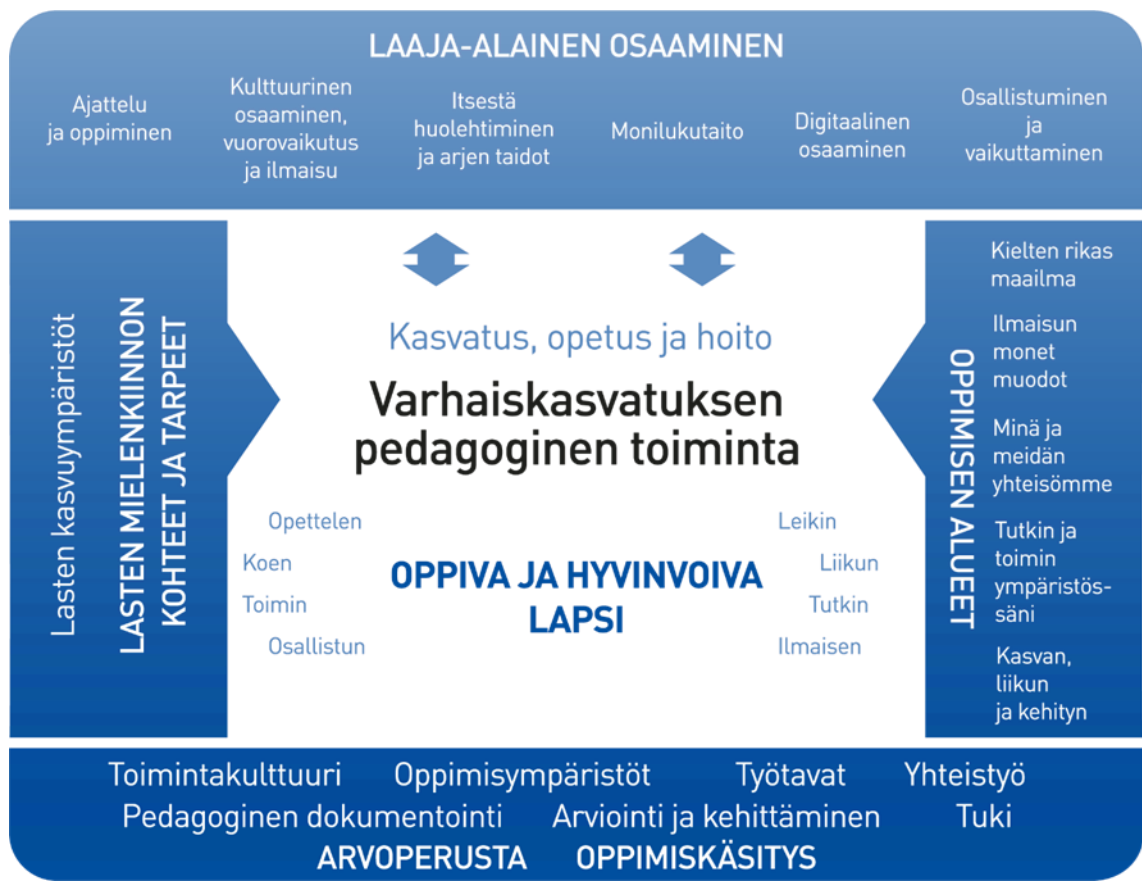 LAAJA-ALAINEN OSAAMINEN
Ajattelu
ja oppiminen
Kulttuurinen
osaaminen,
vuorovaikutus
ja ilmaisu
Itsestä
huolehtiminen
ja arjen taidot
Monilukutaito
Digitaalinen
osaaminen
Osallistuminen
ja
vaikuttaminen
Lasten kasvuympäristöt
LASTEN MIELENKIINNON
KOHTEET JA TARPEET
Kasvatus, opetus ja hoito
Varhaiskasvatuksen
pedagoginen toiminta
Opettelen
Koen
Toimin
Osallistun
OPPIVA JA HYVINVOIVA
LAPSI
Leikin
Liikun
Tutkin
Ilmaisen
OPPIMISEN ALUEET
Kielten rikas
maailma
Ilmaisun
monet
muodot
Minä ja
meidän
yhteisömme
Tutkin ja
toimin
ympäristös-
säni
Kasvan,
liikun
ja kehityn
Toimintakulttuuri Oppimisympäristöt Työtavat Yhteistyö
Pedagoginen dokumentointi Arviointi ja kehittäminen Tuki
ARVOPERUSTA OPPIMISKÄSITYS